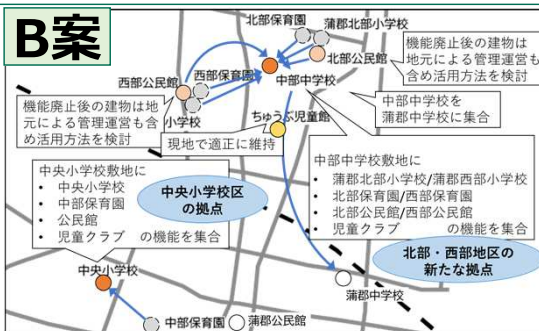 B案
北部保育園
蒲郡北部小学校
北部公民館
機能廃止後の建物は
地元による管理運営も
含め活用方法を検討
西部公民館
西部保育園
中部中学校
機能廃止後の建物は地
元による管理運営も含
め活用方法を検討
小学校
ちゅうぶ児童館
中部中学校を
蒲郡中学校に集合
現地で適正に維持
中央小学校敷地に
• 中央小学校
• 中部保育園
• 公民館
• 児童クラブ の機能を集合
中央小学校区
の拠点
中部中学校敷地に
• 蒲郡北部小学校/蒲郡西部小学校
• 北部保育園/西部保育園
• 北部公民館/西部公民館
• 児童クラブ の機能を集合
北部・西部地区の
新たな拠点
中央小学校
蒲郡中学校
中部保育園
蒲郡公民館